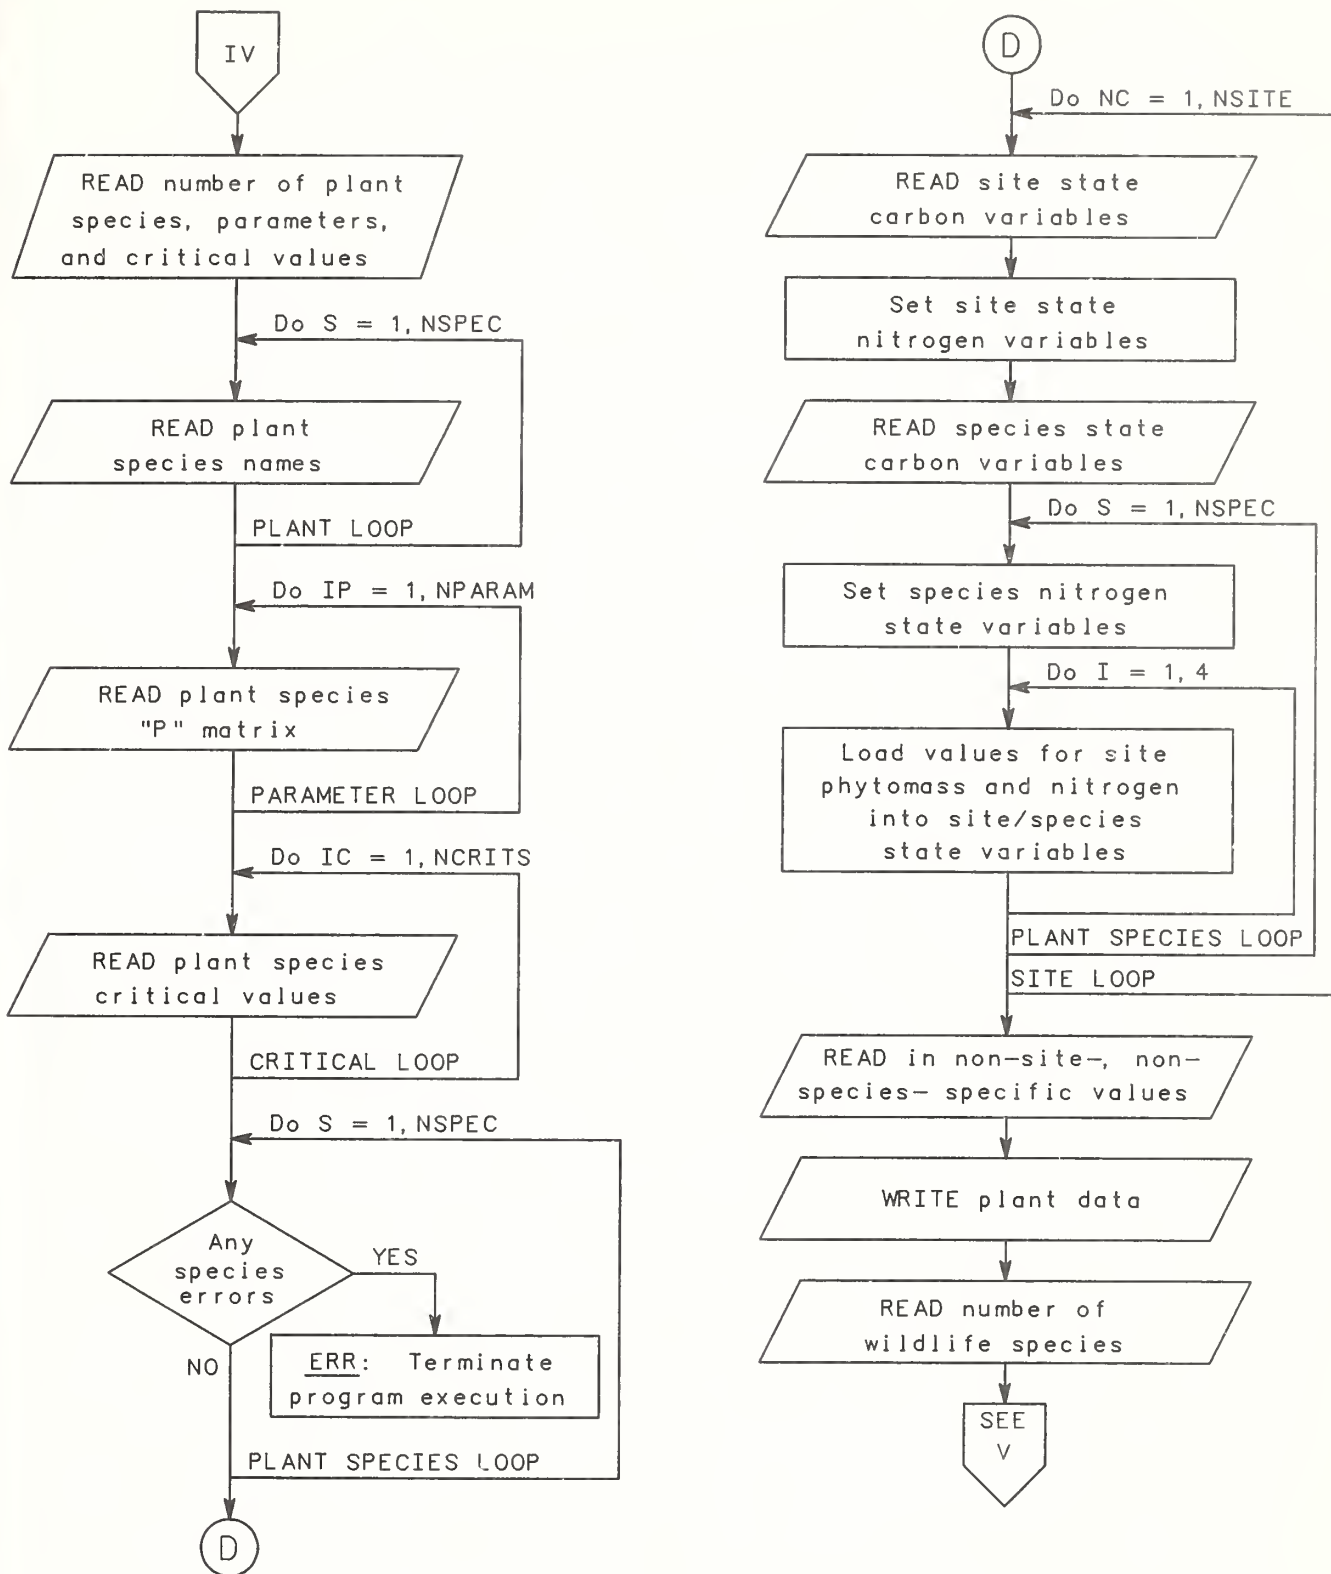 IV
READ number of plant
species, parameters,
and critical values
Do S = 1, NSPEC
READ plant
species names
PLANT LOOP
Do IP = 1, NPARAM
READ plant species
"P" matrix
PARAMETER LOOP
Do IC = 1, NCRITS
READ plant species
critical values
CRITICAL LOOP
Do S = 1, NSPEC
Any
species
errors
YES
NO
ERR: Terminate
program execution
PLANT SPECIES LOOP
D
D
Do NC = 1, NSITE
READ site state
carbon variables
Set site state
nitrogen variables
READ species state
carbon variables
Do S = 1, NSPEC
Set species nitrogen
state variables
Do I = 1, 4
Load values for site
phytomass and nitrogen
into site/species
state variables
PLANT SPECIES LOOP
SITE LOOP
READ in non-site-, non-
species- specific values
WRITE plant data
READ number of
wildlife species
SEE
V